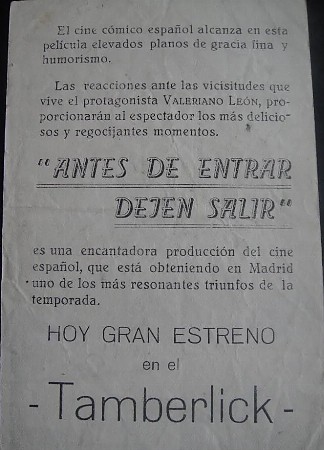 El cine cómico español alcanza en esta
película elevados planos de gracia fina y
humorismo.
Las reacciones ante las vicisitudes que
vive el protagonista VALERIANO LEÓN, pro-
porcionarán al espectador los más delicio-
sos y regocijantes momentos.
"ANTES DE ENTRAR
DEJEN SALIR"
es una encantadora producción del cine
español, que está obteniendo en Madrid
uno de los más resonantes triunfos de la
temporada.
HOY GRAN ESTRENO
en el
- Tamberlick -